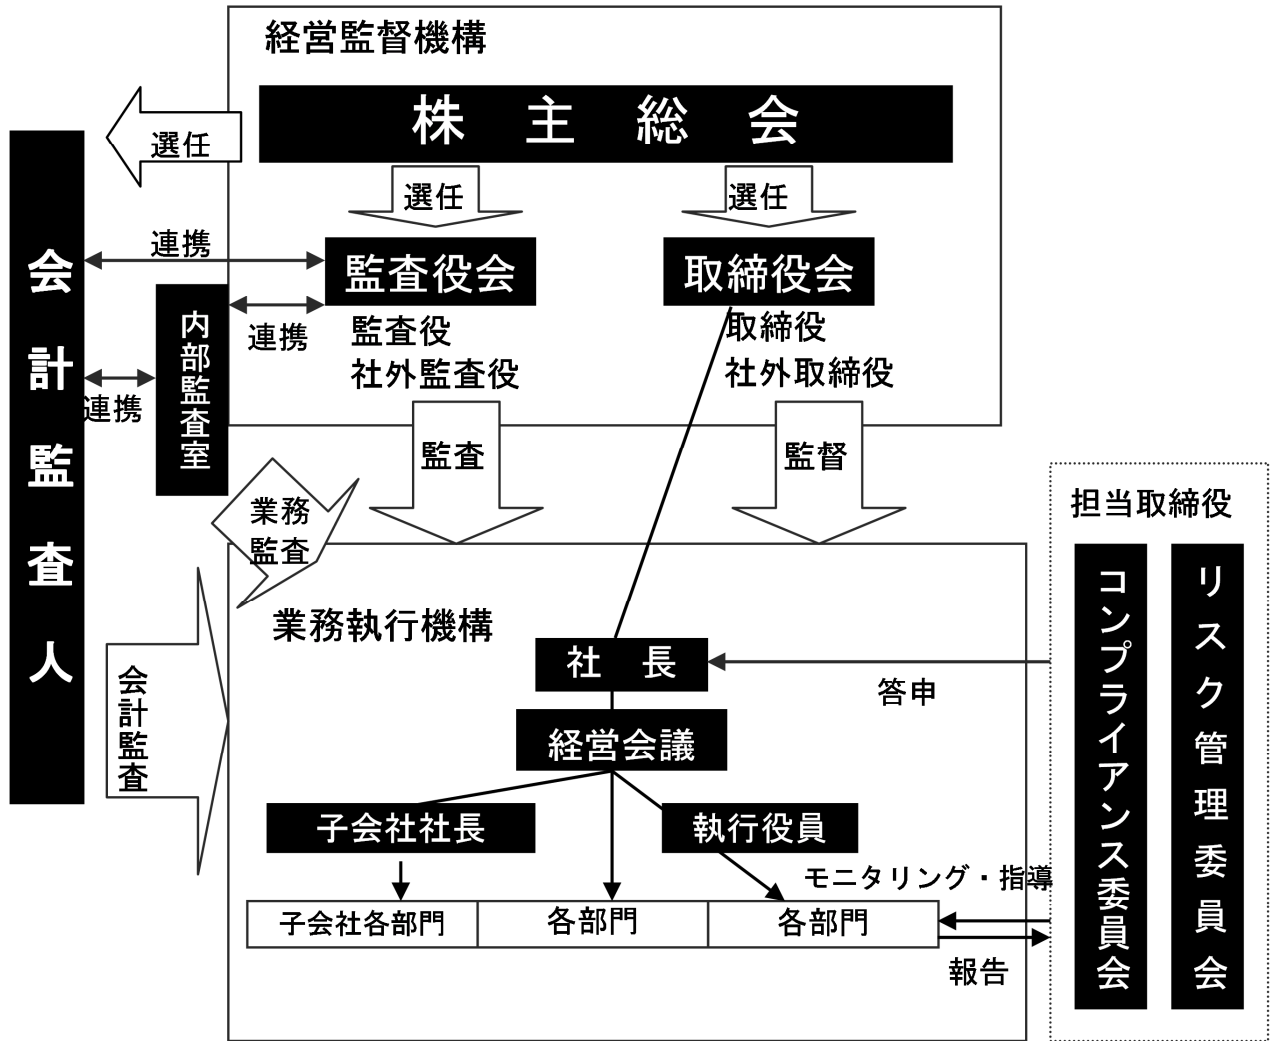 経営監督機構
株主総会
選任
選任
選任
連携
監査役会
取締役会
連携
監査役
社外監査役
取締役
社外取締役
内部監査室
連携
会計監査人
監査
監督
業務
監査
会計監査
業務執行機構
社長
答申
経営会議
子会社社長
執行役員
モニタリング・指導
子会社各部門
各部門
各部門
報告
担当取締役
コンプライアンス委員会
リスク管理委員会